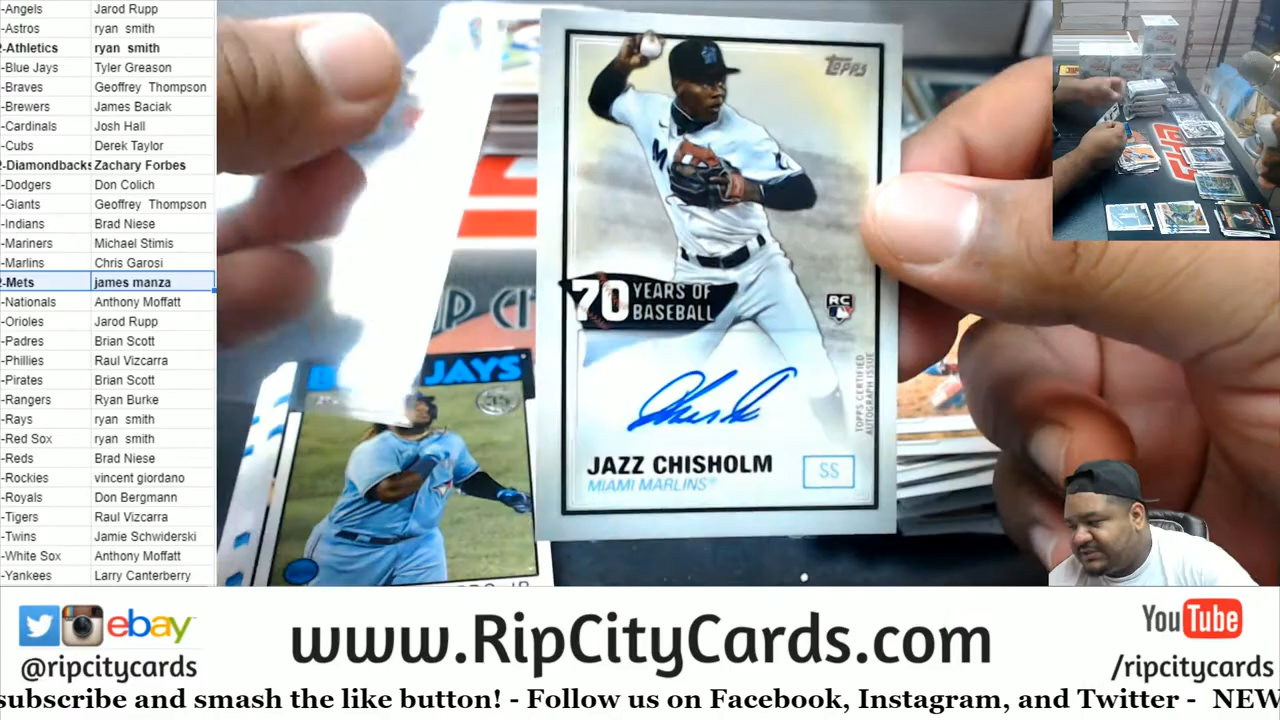 -Angels Jarod Rupp
-Astros ryan smith
2-Athletics ryan smith
-Blue Jays Tyler Greason
-Braves Geoffrey Thompson
-Brewers James Baciak
-Cardinals Josh Hall
-Cubs Derek Taylor
2-Diamondbacks Zachary Forbes
-Dodgers Don Colich
-Giants Geoffrey Thompson
-Indians Brad Niese
-Mariners Michael Stimis
-Marlins Chris Garosi
2-Mets james manza
-Nationals Anthony Moffatt
-Orioles Jarod Rupp
-Padres Brian Scott
-Phillies Raul Vizcarra
-Pirates Brian Scott
-Rangers Ryan Burke
-Rays ryan smith
-Red Sox ryan smith
-Reds Brad Niese
-Rockies vincent giordano
-Royals Don Bergmann
-Tigers Raul Vizcarra
-Twins Jamie Schwiderski
-White Sox Anthony Moffatt
-Yankees Larry Canterberry
TOPPS
70 YEARS OF
BASEBALL
RC
TOPPS CERTIFIED
AUTOGRAPH ISSUE
JAZZ CHISHOLM
SS
MIAMI MARLINS
P CI
JAYS
35
ebay
@ripcitycards
www.RipCityCards.com
YouTube
/ripcitycards
subscribe and smash the like button! - Follow us on Facebook, Instagram, and Twitter - NEW